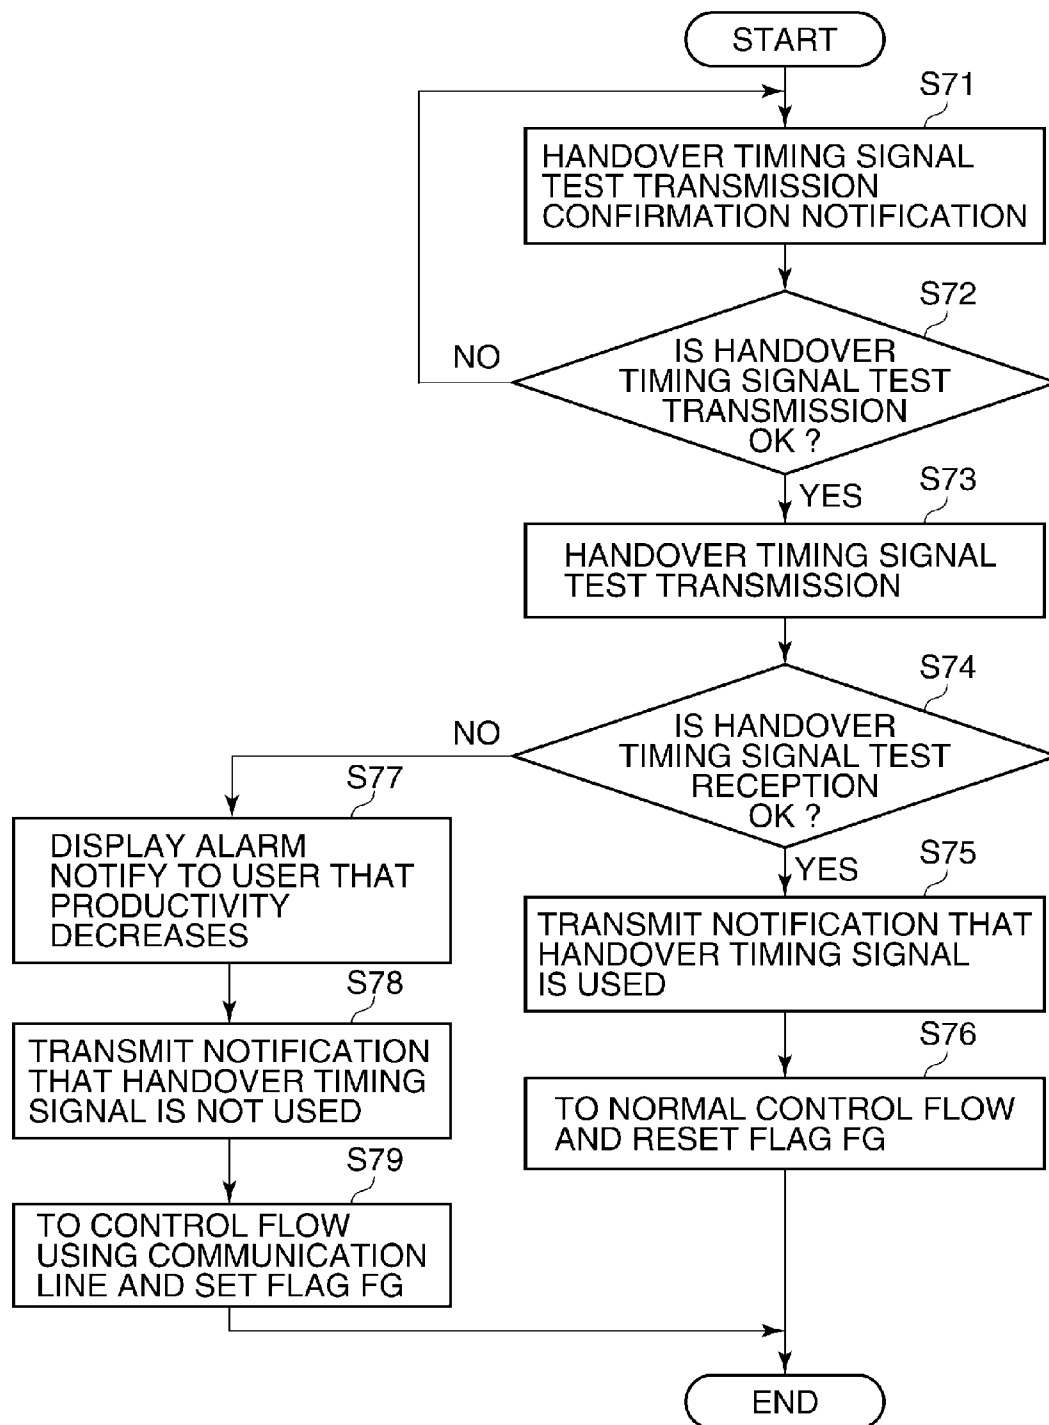 START
S71
HANDOVER TIMING SIGNAL
TEST TRANSMISSION
CONFIRMATION NOTIFICATION
S72
IS HANDOVER
TIMING SIGNAL TEST
TRANSMISSION
OK ?
NO
YES
S73
HANDOVER TIMING SIGNAL
TEST TRANSMISSION
S74
IS HANDOVER
TIMING SIGNAL TEST
RECEPTION
OK ?
NO
YES
S77
DISPLAY ALARM
NOTIFY TO USER THAT
PRODUCTIVITY
DECREASES
S75
TRANSMIT NOTIFICATION THAT
HANDOVER TIMING SIGNAL
IS USED
S78
TRANSMIT NOTIFICATION
THAT HANDOVER TIMING
SIGNAL IS NOT USED
S76
TO NORMAL CONTROL FLOW
AND RESET FLAG FG
S79
TO CONTROL FLOW
USING COMMUNICATION
LINE AND SET FLAG FG
END